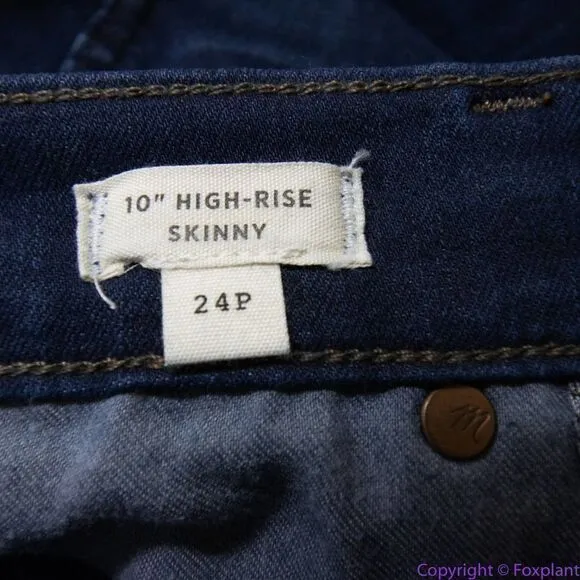 10" HIGH-RISE
SKINNY
24P
m
Copyright © Foxplant